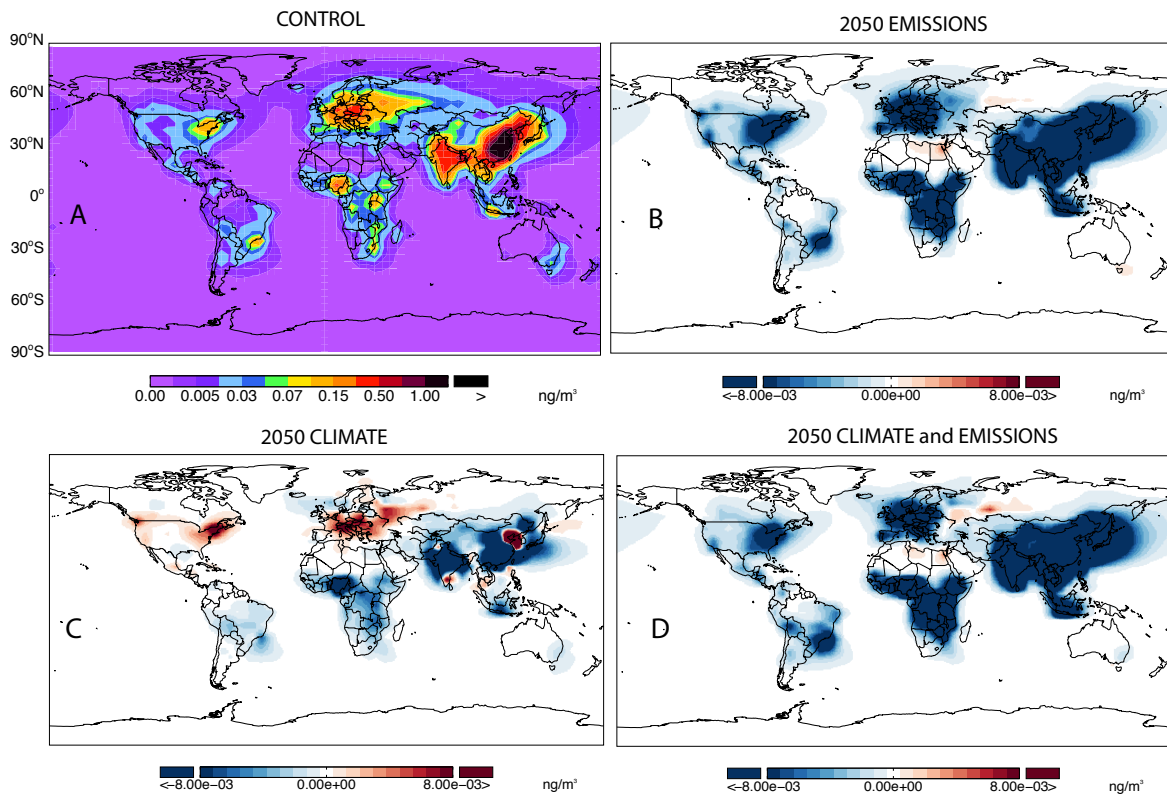 CONTROL
2050 EMISSIONS
90°N
60°N
30°N
0°
30°S
60°S
90°S
A
B
0.00 0.005 0.03 0.07 0.15 0.50 1.00 > ng/m³
<-8.00e-03 0.00e+00 8.00e-03> ng/m³
2050 CLIMATE
2050 CLIMATE and EMISSIONS
C
D
<-8.00e-03 0.00e+00 8.00e-03> ng/m³
<-8.00e-03 0.00e+00 8.00e-03> ng/m³